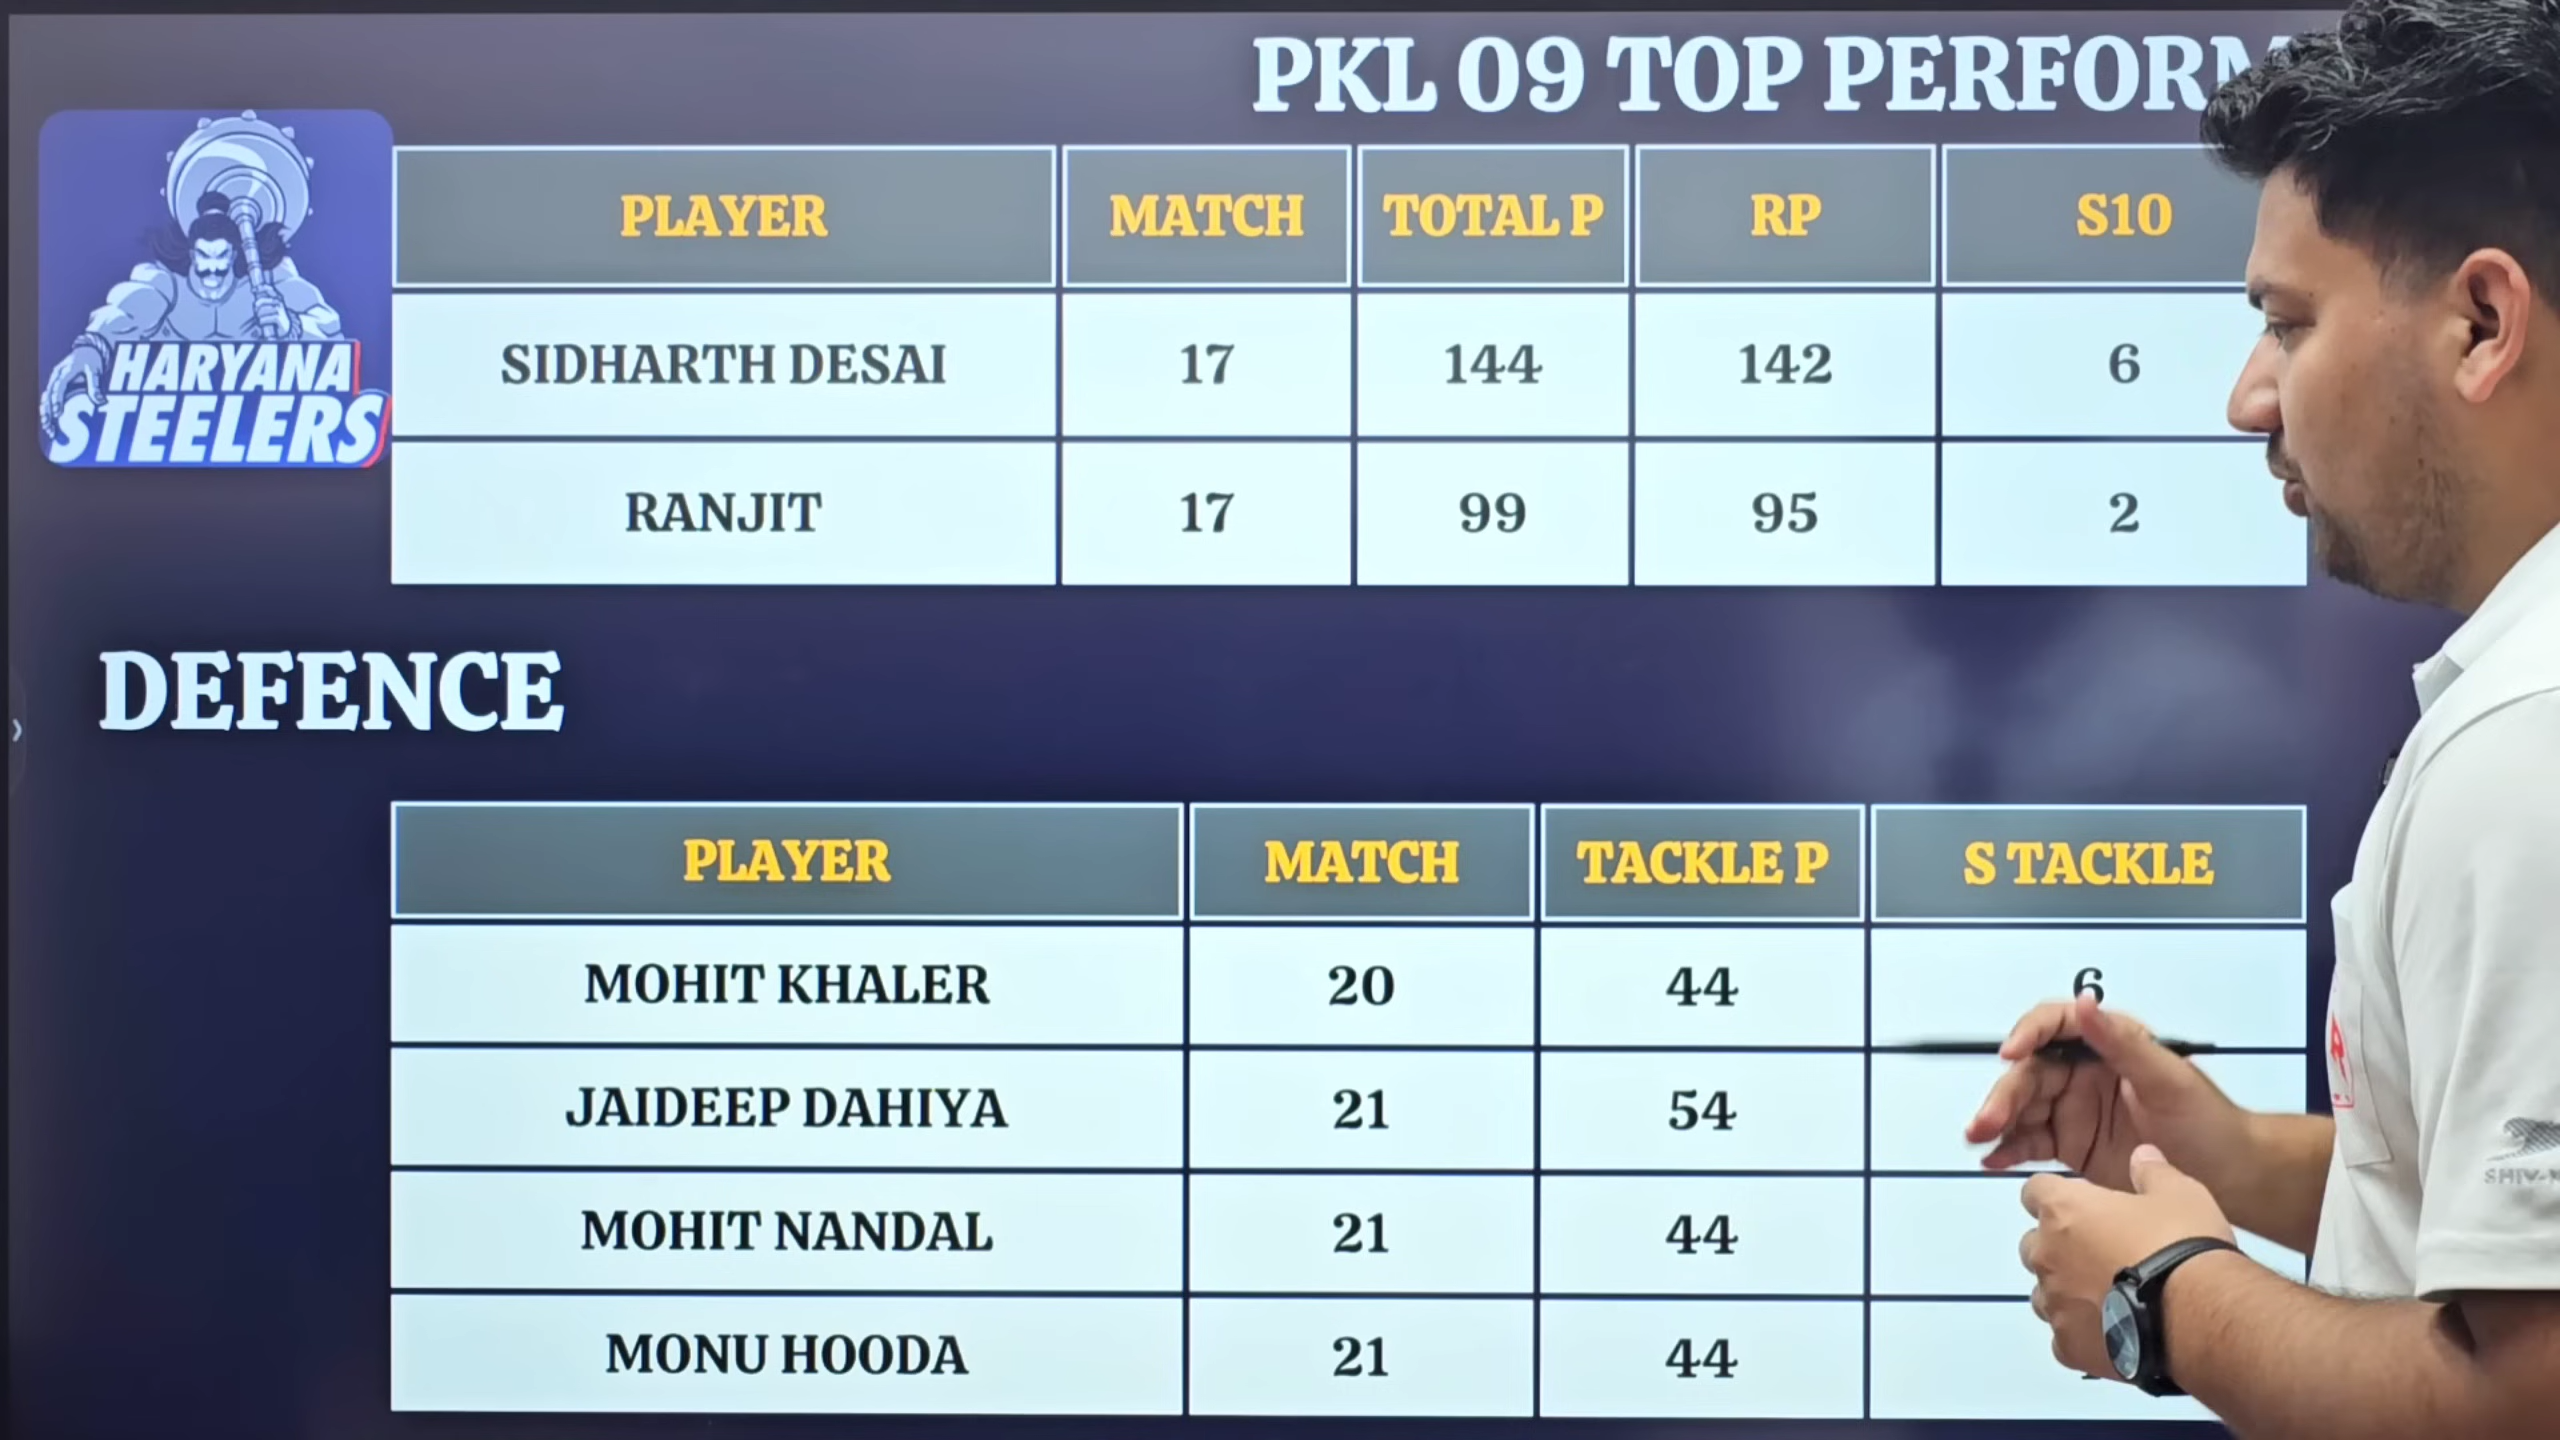 PKL 09 TOP PERFORM
HARYANA
STEELERS
PLAYER MATCH TOTAL P RP S10
SIDHARTH DESAI 17 144 142 6
RANJIT 17 99 95 2
DEFENCE
PLAYER MATCH TACKLE P S TACKLE
MOHIT KHALER 20 44 6
JAIDEEP DAHIYA 21 54
MOHIT NANDAL 21 44
MONU HOODA 21 44